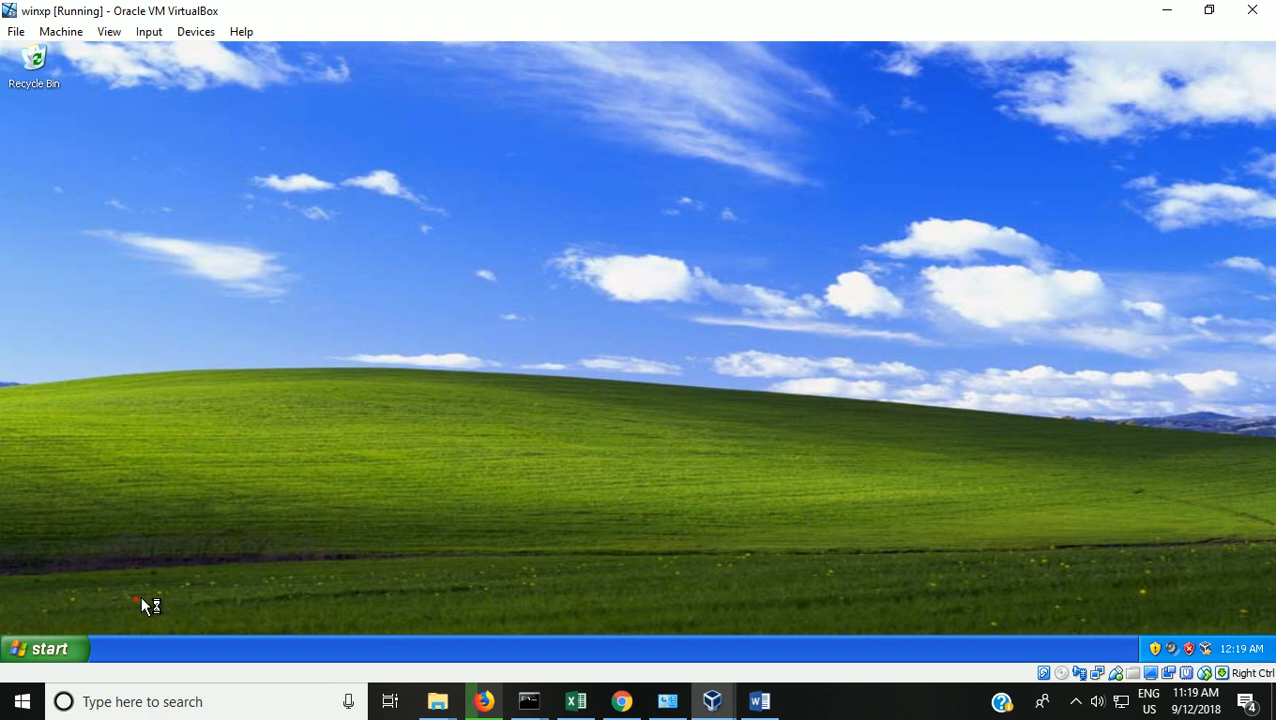 winxp [Running] - Oracle VM VirtualBox
File Machine View Input Devices Help
Recycle Bin
start
12:19 AM
Right Ctrl
Type here to search
ENG
US
11:19 AM
9/12/2018
4